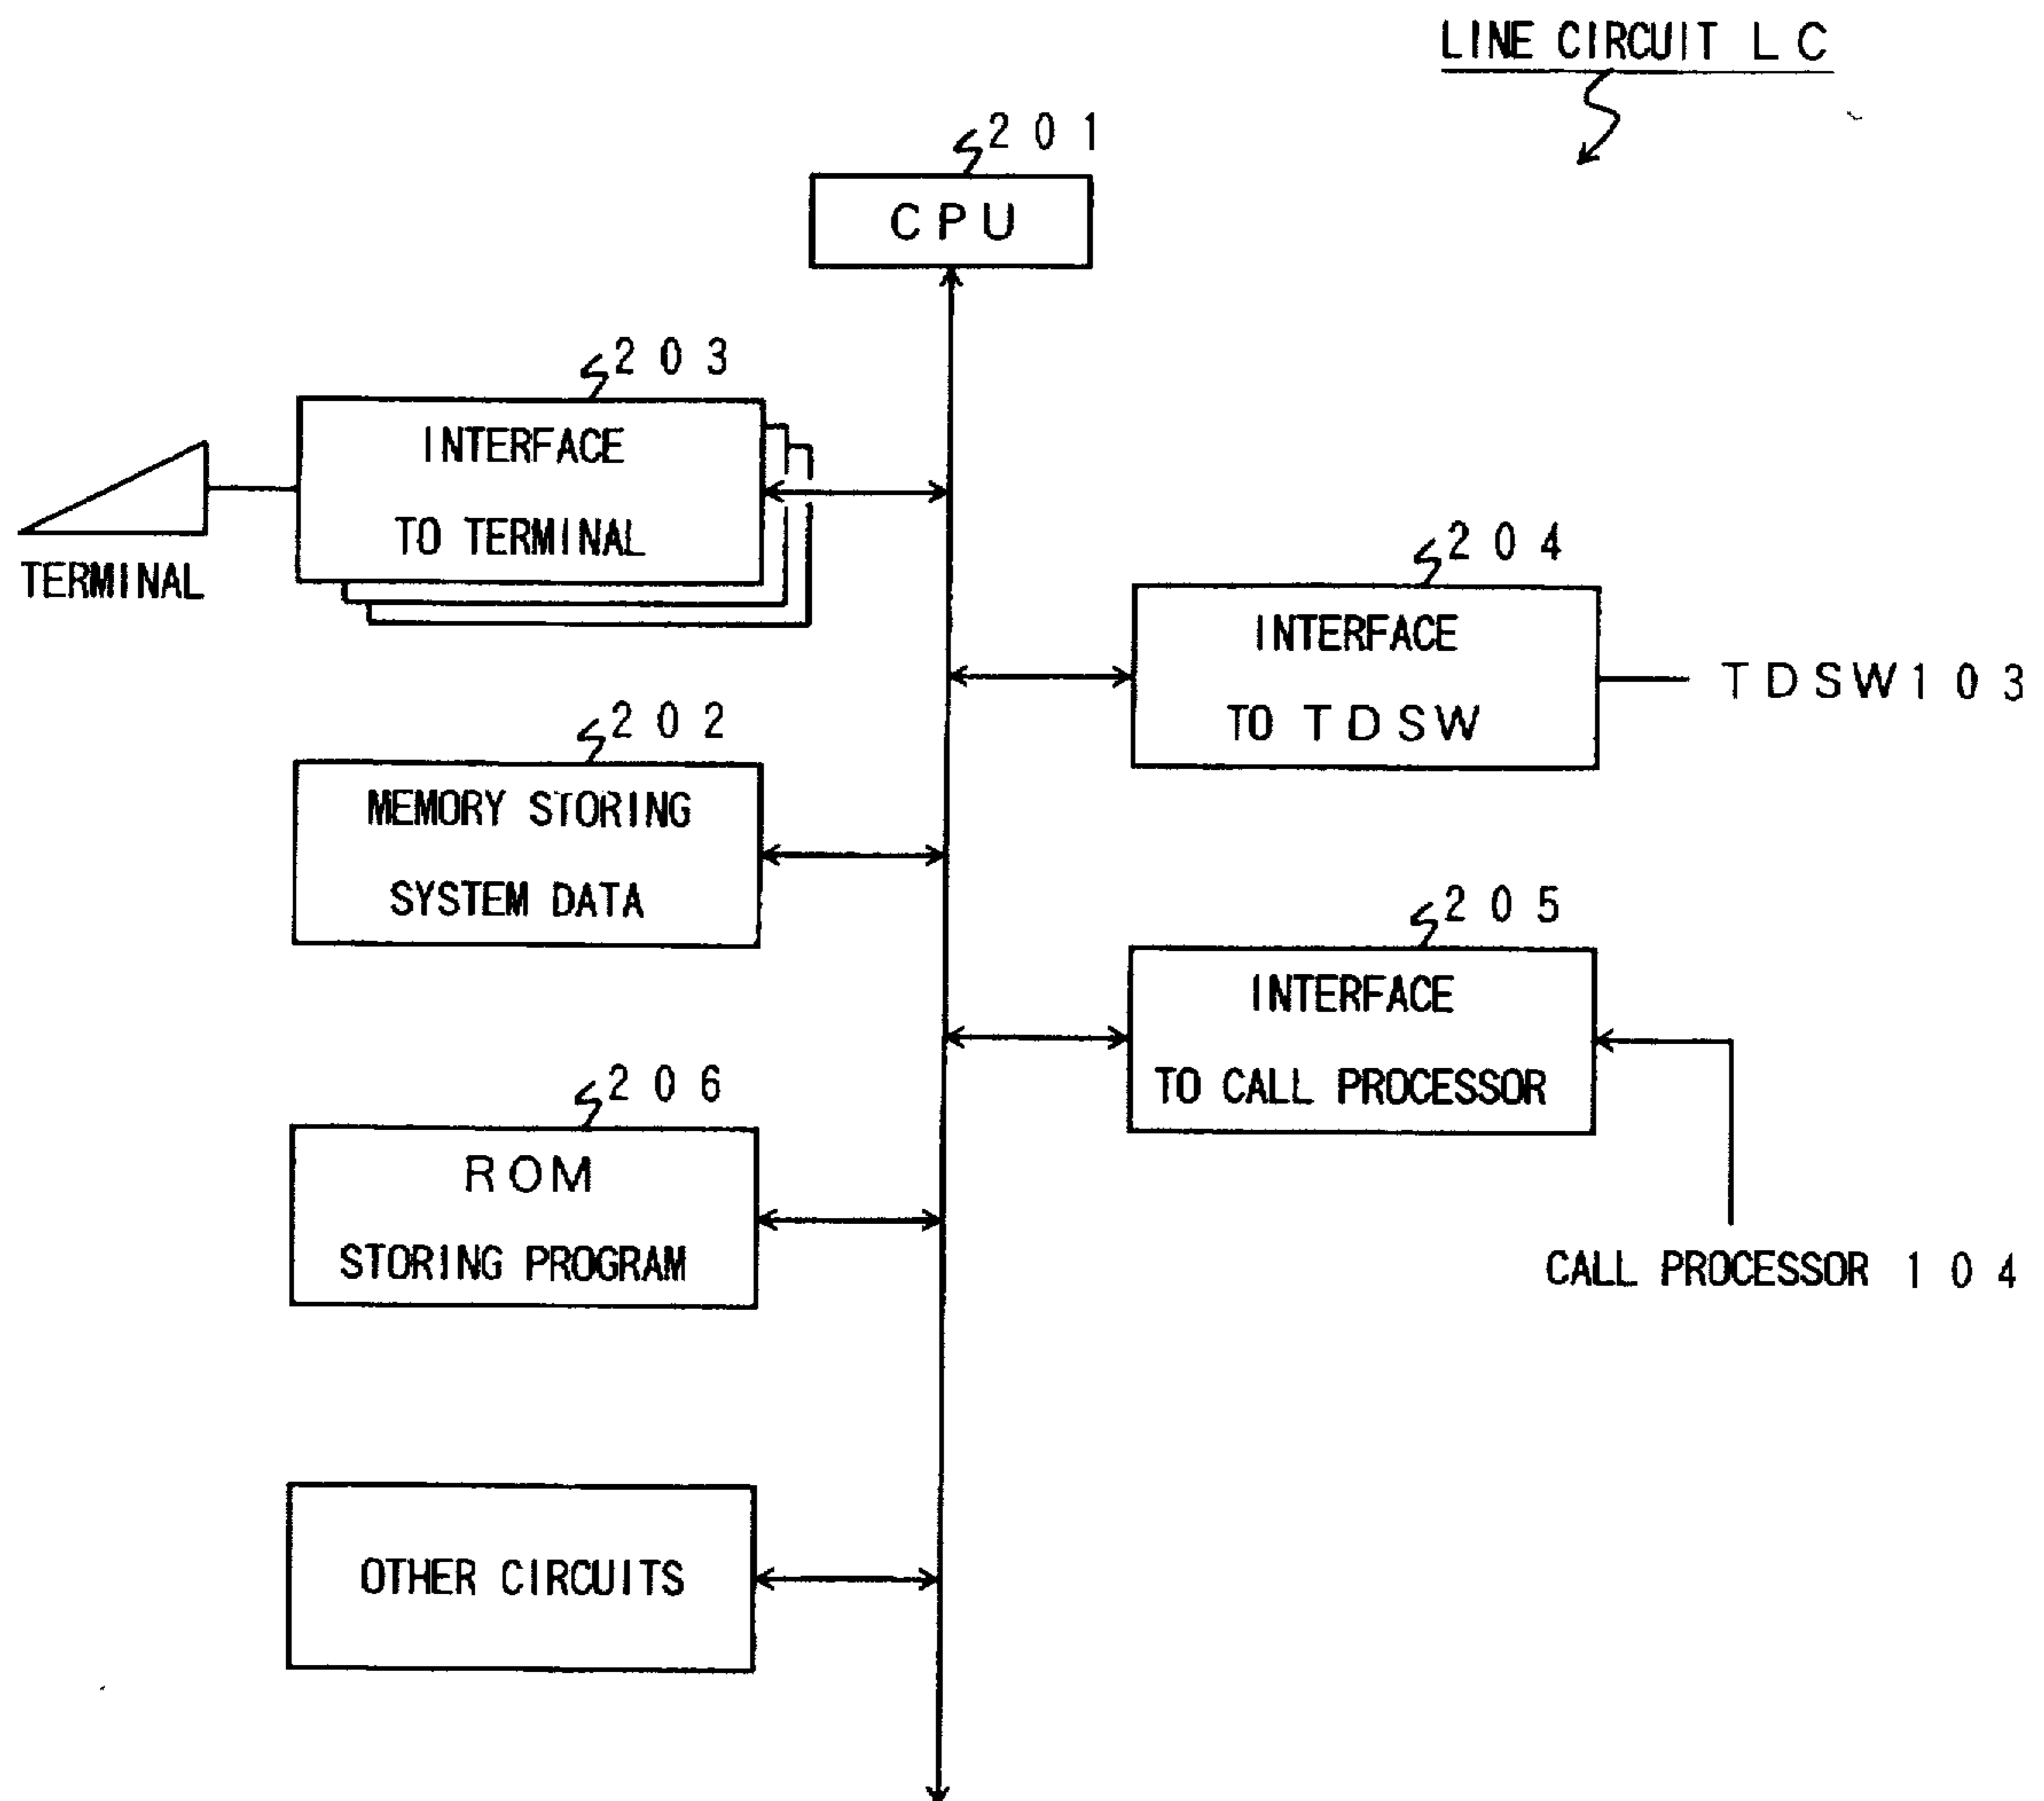 LINE CIRCUIT LC
201
CPU
203
INTERFACE
TO TERMINAL
TERMINAL
204
INTERFACE
TO TDSW
TDSW103
202
MEMORY STORING
SYSTEM DATA
205
INTERFACE
TO CALL PROCESSOR
206
ROM
STORING PROGRAM
CALL PROCESSOR 104
OTHER CIRCUITS